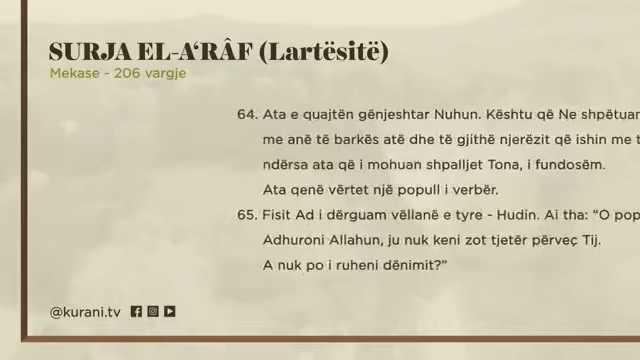 SURJA EL-A‘RÂF (Lartësitë)
Mekase - 206 vargje
64. Ata e quajtën gënjeshtar Nuhun. Kështu që Ne shpëtuar
me anë të barkës atë dhe të gjithë njerëzit që ishin me t
ndërsa ata që i mohuan shpalljet Tona, i fundosëm.
Ata qenë vërtet një popull i verbër.
65. Fisit Ad i dërguam vëllanë e tyre - Hudin. Ai tha: “O pop
Adhuroni Allahun, ju nuk keni zot tjetër përveç Tij.
A nuk po i ruheni dënimit?”
@kurani.tv